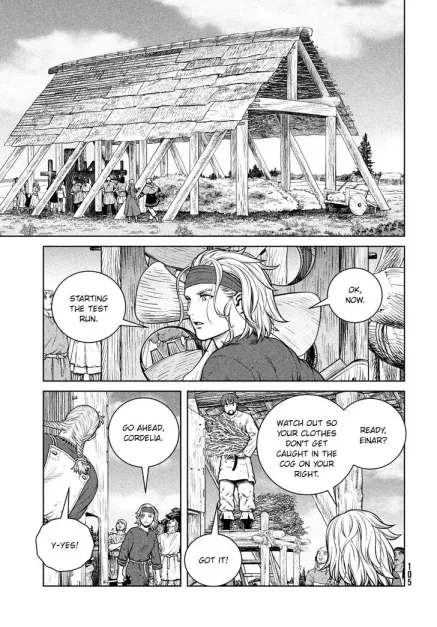 OK,
NOW.
STARTING
THE TEST
RUN.
READY,
EINAR?
WATCH OUT SO
YOUR CLOTHES
DON'T GET
CAUGHT IN
THE COG ON YOUR
RIGHT.
GOT IT!
GO AHEAD,
CORDELIA.
Y-YES!
105